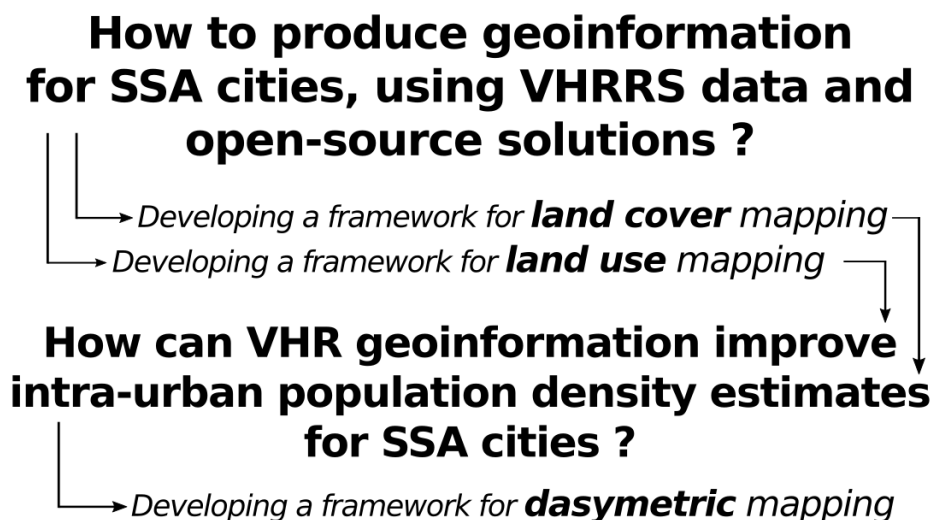 How to produce geoinformation
for SSA cities, using VHRRS data and
open-source solutions ?
Developing a framework for land cover mapping
Developing a framework for land use mapping
How can VHR geoinformation improve
intra-urban population density estimates
for SSA cities ?
Developing a framework for dasymetric mapping